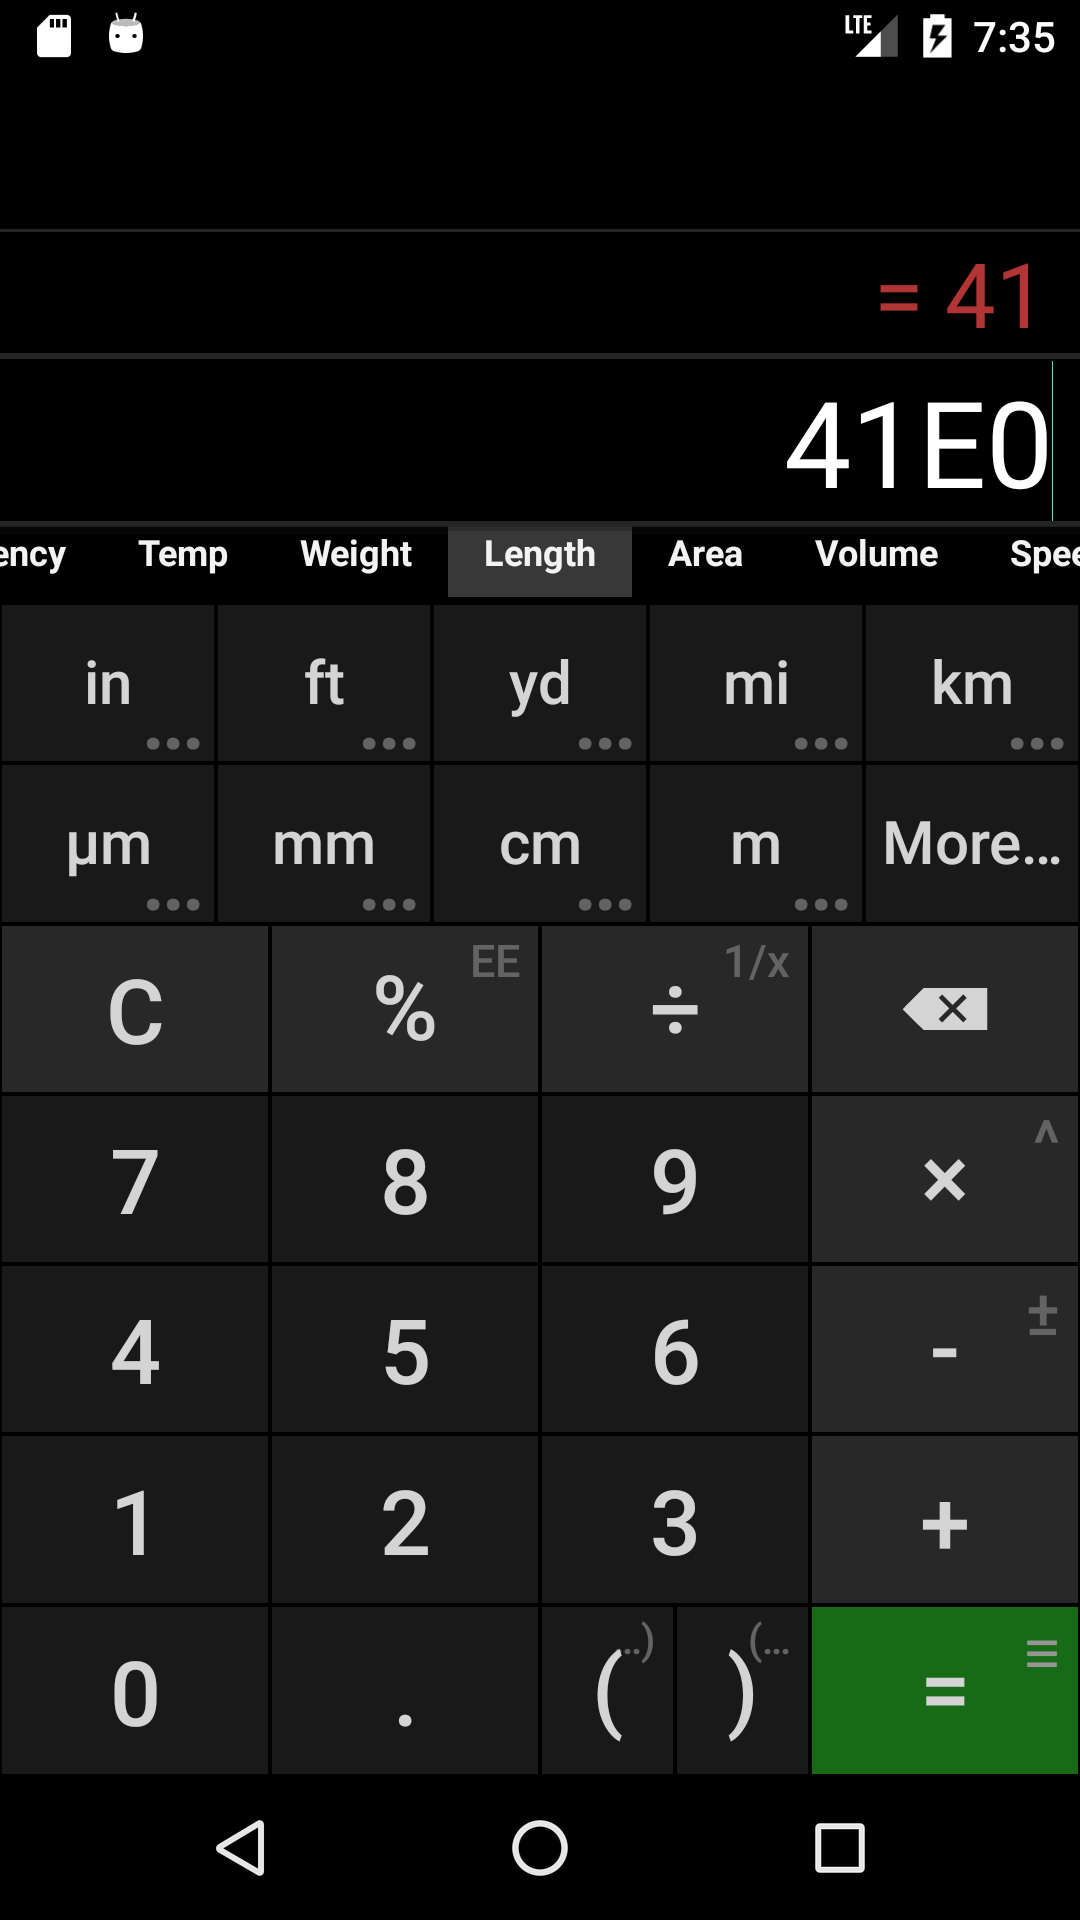 LTE 7:35
= 41
41E0
ency Temp Weight Length Area Volume Spee
in ft yd mi km
µm mm cm m More...
C % EE ÷ 1/x
7 8 9 × ^
4 5 6 - ±
1 2 3 +
0 . ( ..) ) (... =